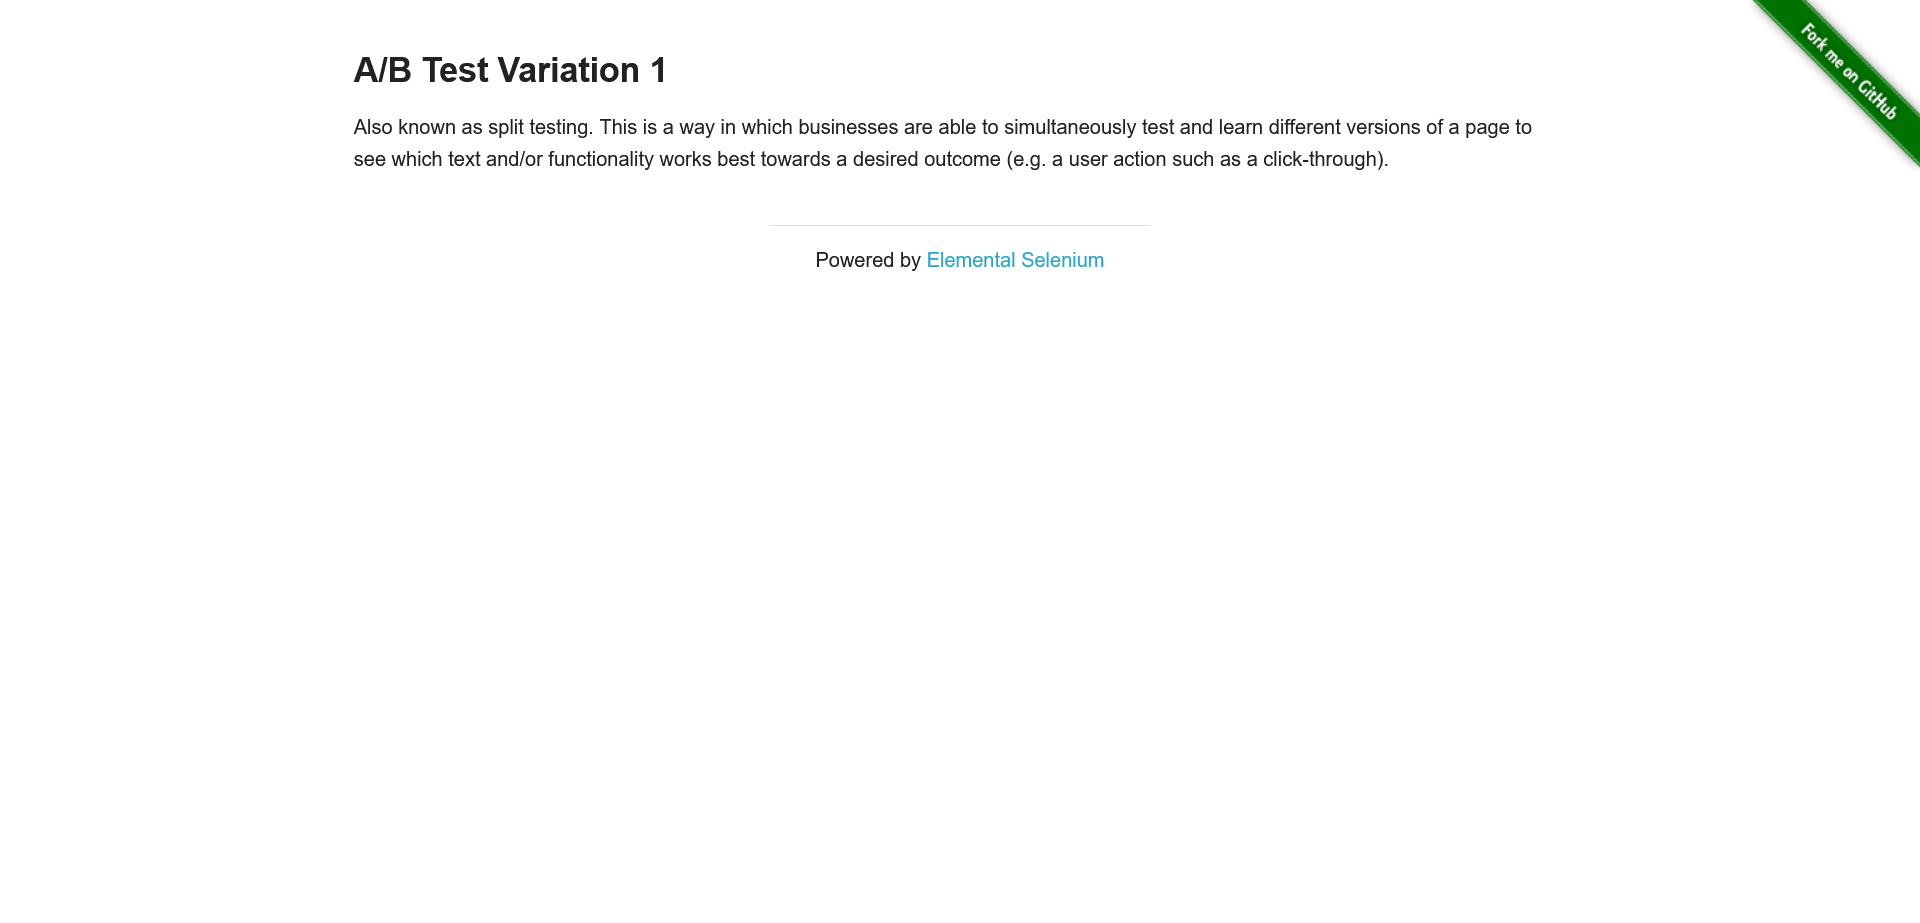 A/B Test Variation 1
Fork me on GitHub
Also known as split testing. This is a way in which businesses are able to simultaneously test and learn different versions of a page to
see which text and/or functionality works best towards a desired outcome (e.g. a user action such as a click-through).
Powered by Elemental Selenium